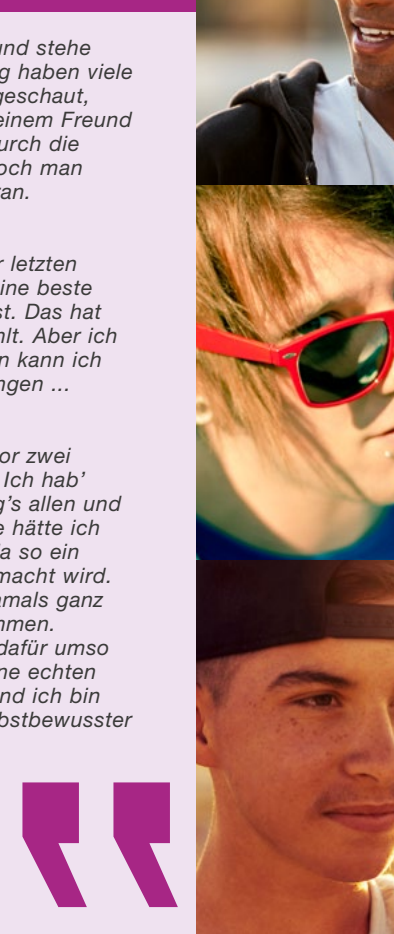 und stehe
g haben viele
geschaut,
einem Freund
urch die
och man
ran.
r letzten
ine beste
st. Das hat
hlt. Aber ich
n kann ich
ngen ...
or zwei
Ich hab’
g’s allen und
e hätte ich
a so ein
macht wird.
amals ganz
mmen.
dafür umso
ne echten
nd ich bin
bstbewusster